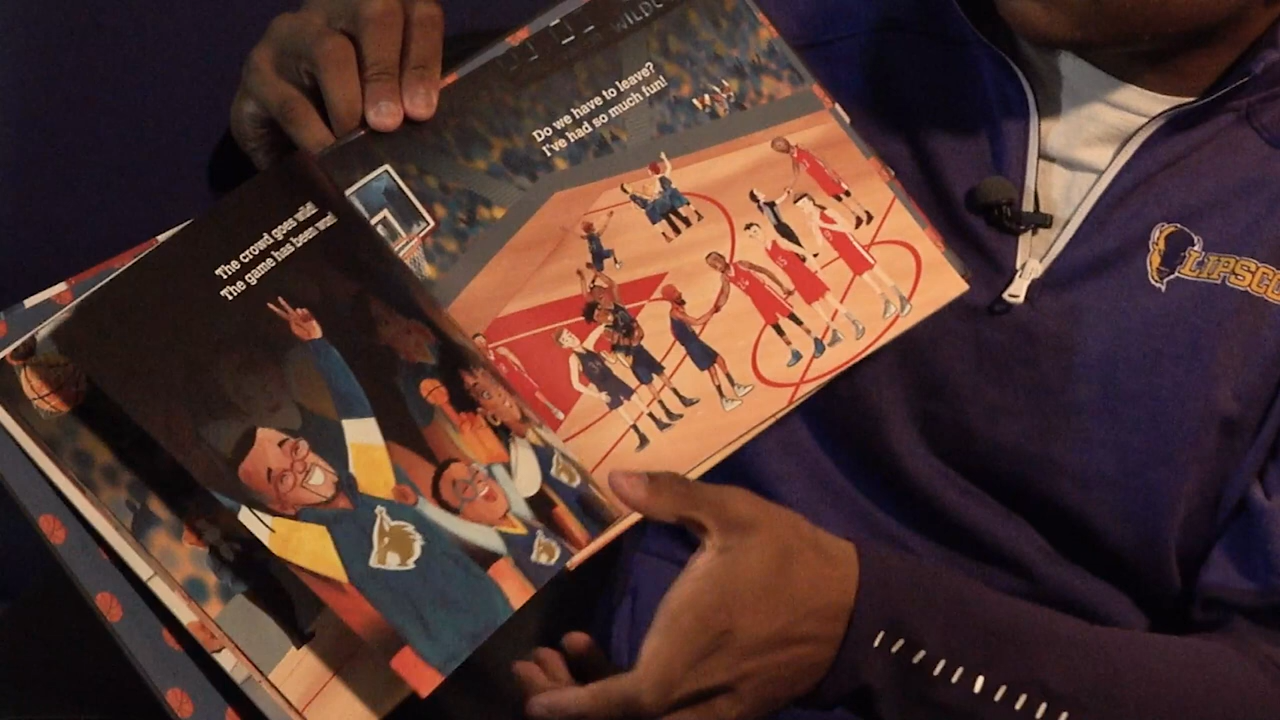 The crowd goes wild!
The game has been won!
Do we have to leave?
I've had so much fun!